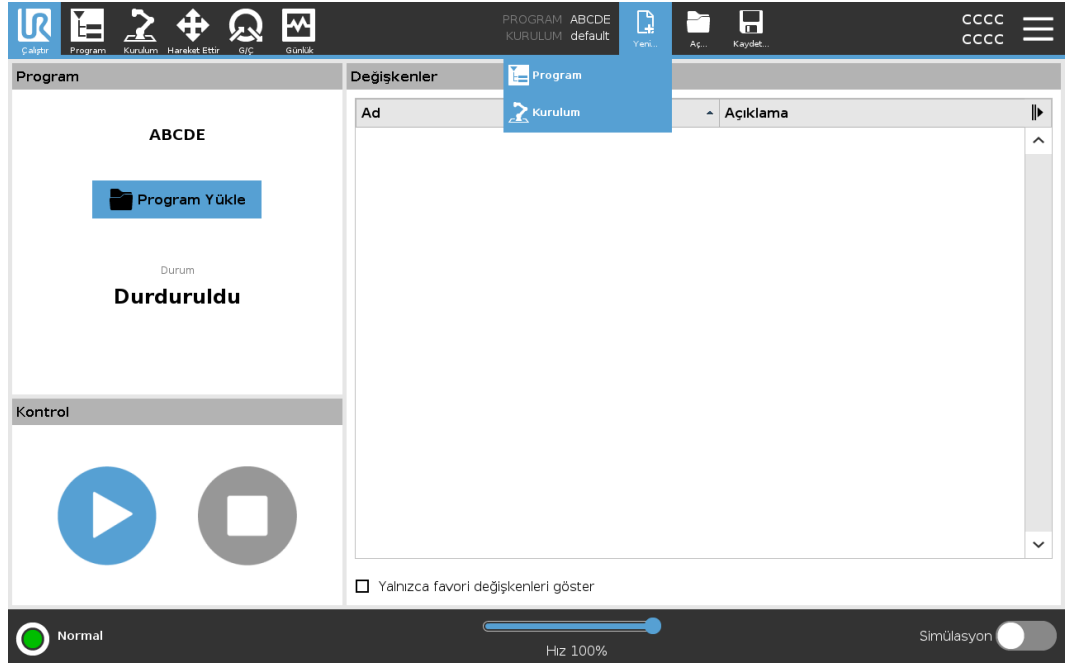 PROGRAM ABCDE
KURULUM default
Çalıştır
Program
Kurulum
Hareket Ettir
G/Ç
Günlük
Yeni...
Aç...
Kaydet...
CCCC
CCCC
Program
Değişkenler
Program
Kurulum
Ad
Açıklama
ABCDE
Program Yükle
Durum
Durduruldu
Kontrol
Yalnızca favori değişkenleri göster
Normal
Hız 100%
Simülasyon